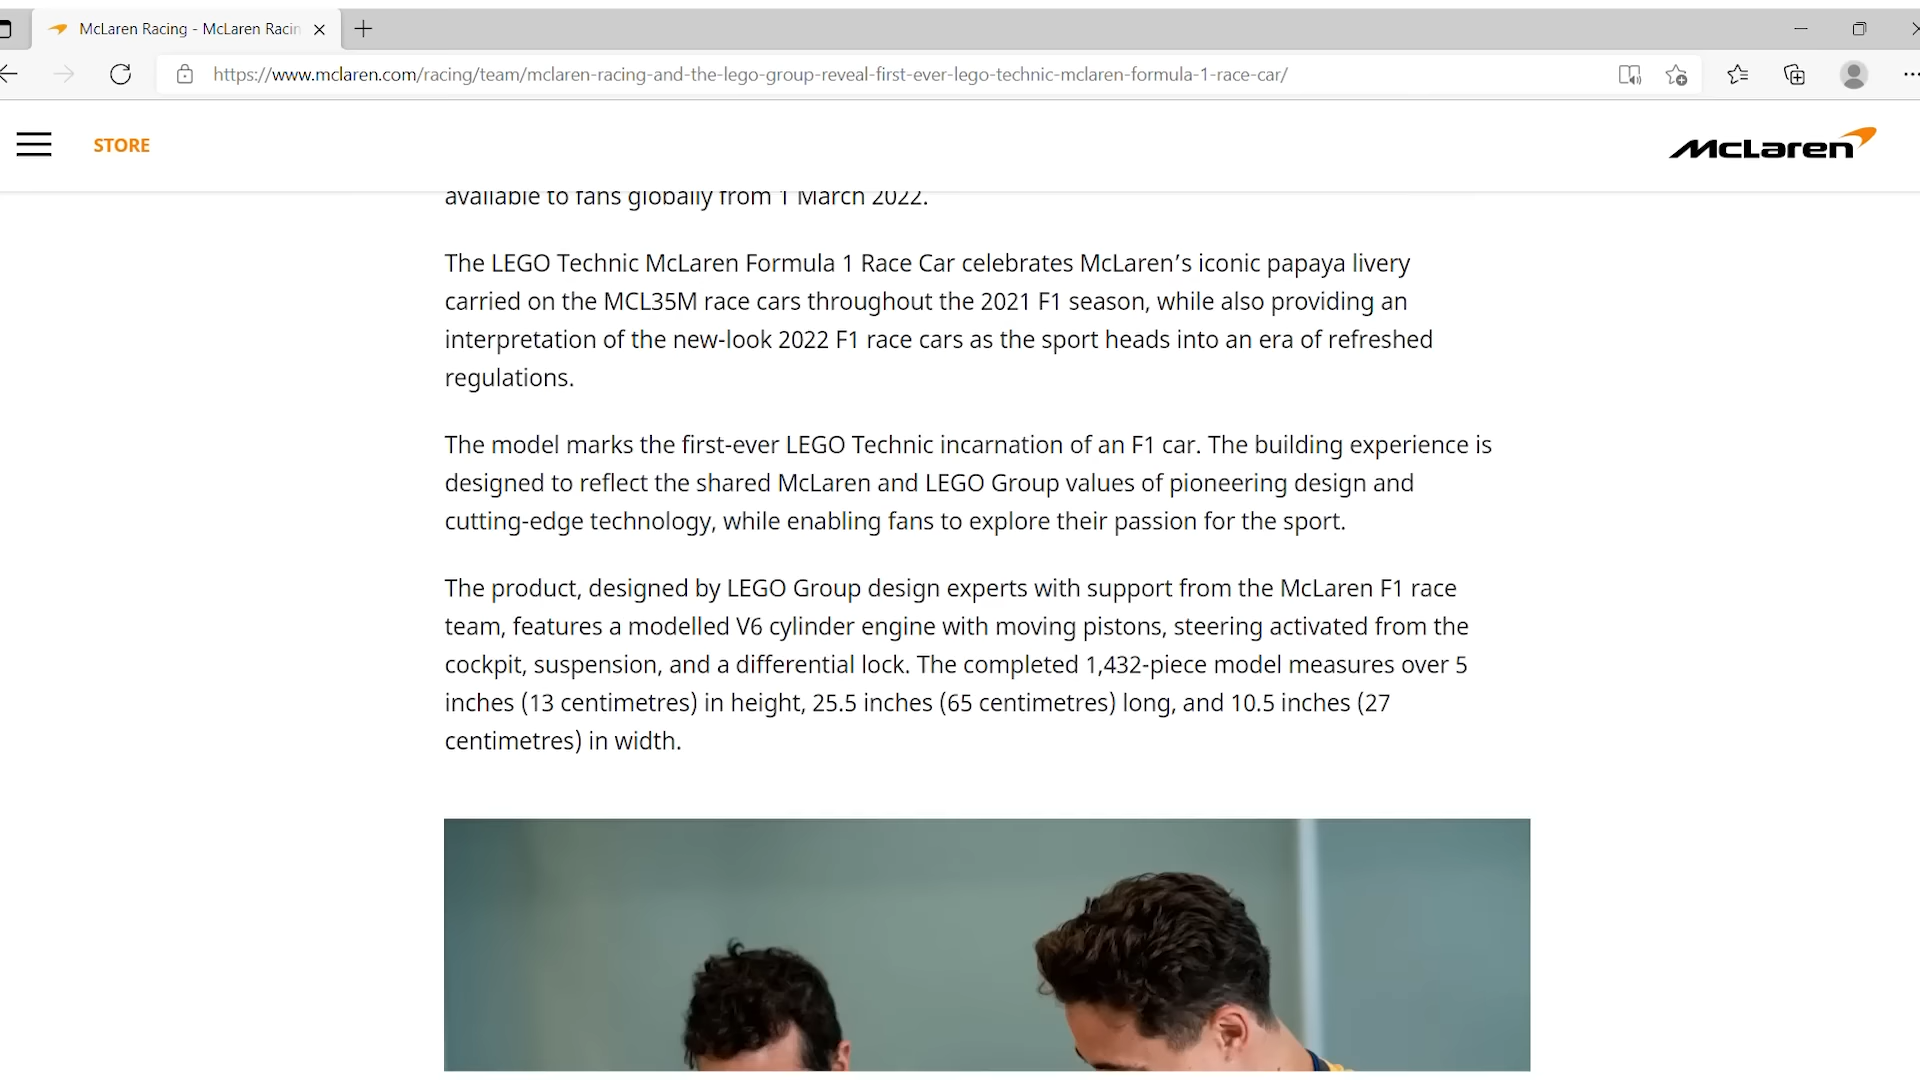 McLaren Racing - McLaren Racin
https://www.mclaren.com/racing/team/mclaren-racing-and-the-lego-group-reveal-first-ever-lego-technic-mclaren-formula-1-race-car/
STORE
McLaren
available to fans globally from 1 March 2022.
The LEGO Technic McLaren Formula 1 Race Car celebrates McLaren’s iconic papaya livery
carried on the MCL35M race cars throughout the 2021 F1 season, while also providing an
interpretation of the new-look 2022 F1 race cars as the sport heads into an era of refreshed
regulations.
The model marks the first-ever LEGO Technic incarnation of an F1 car. The building experience is
designed to reflect the shared McLaren and LEGO Group values of pioneering design and
cutting-edge technology, while enabling fans to explore their passion for the sport.
The product, designed by LEGO Group design experts with support from the McLaren F1 race
team, features a modelled V6 cylinder engine with moving pistons, steering activated from the
cockpit, suspension, and a differential lock. The completed 1,432-piece model measures over 5
inches (13 centimetres) in height, 25.5 inches (65 centimetres) long, and 10.5 inches (27
centimetres) in width.